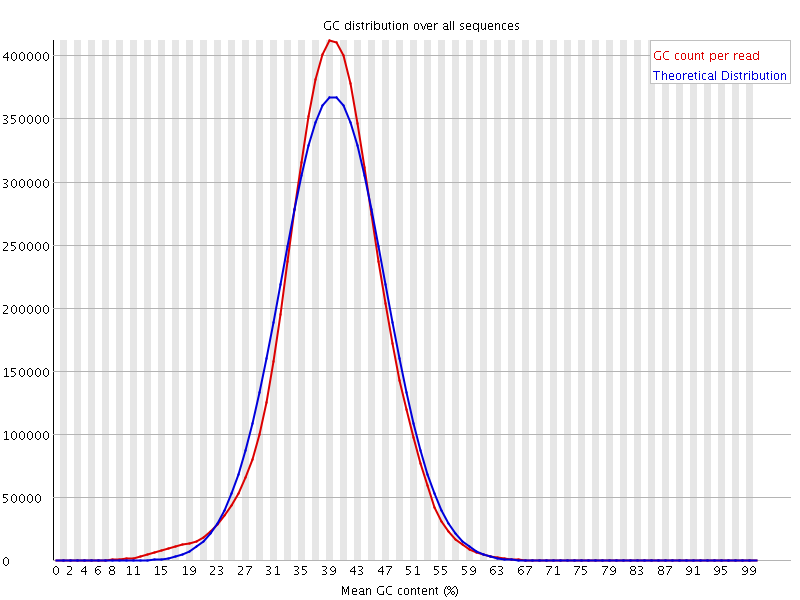 GC distribution over all sequences
GC count per read
Theoretical Distribution
400000
350000
300000
250000
200000
150000
100000
50000
0
0 2 4 6 8 11 15 19 23 27 31 35 39 43 47 51 55 59 63 67 71 75 79 83 87 91 95 99
Mean GC content (%)